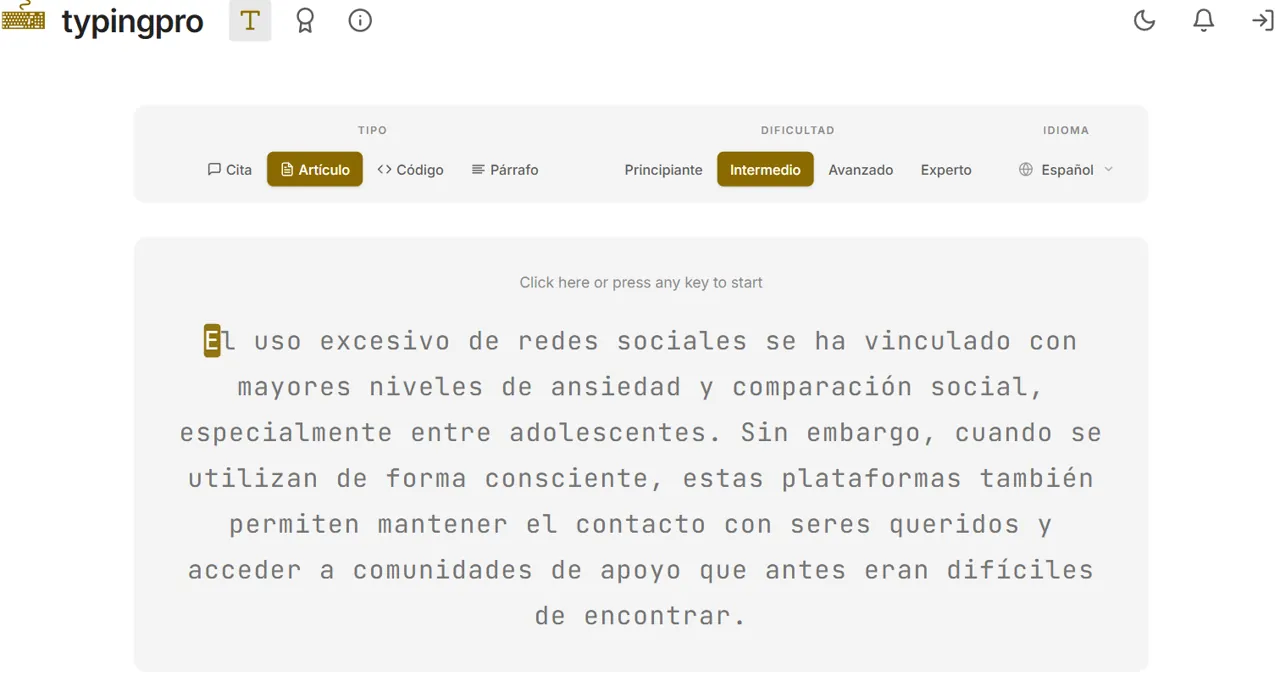 typingpro
TIPO
DIFICULTAD
IDIOMA
Cita Artículo Código Párrafo
Principiante Intermedio Avanzado Experto
Español
Click here or press any key to start
El uso excesivo de redes sociales se ha vinculado con
mayores niveles de ansiedad y comparación social,
especialmente entre adolescentes. Sin embargo, cuando se
utilizan de forma consciente, estas plataformas también
permiten mantener el contacto con seres queridos y
acceder a comunidades de apoyo que antes eran difíciles
de encontrar.